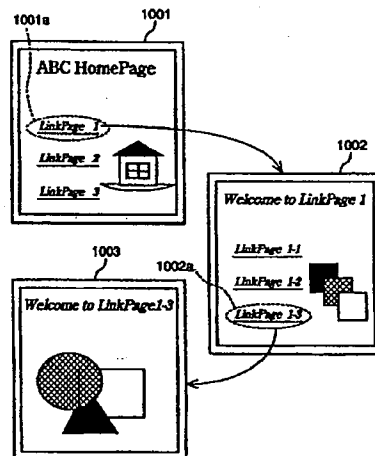 1001a
1001
ABC HomePage
LinkPage 1
LinkPage 2
LinkPage 3
1002
Welcome to LinkPage 1
LinkPage 1-1
LinkPage 1-2
LinkPage 1-3
1002a
1003
Welcome to LinkPage1-3